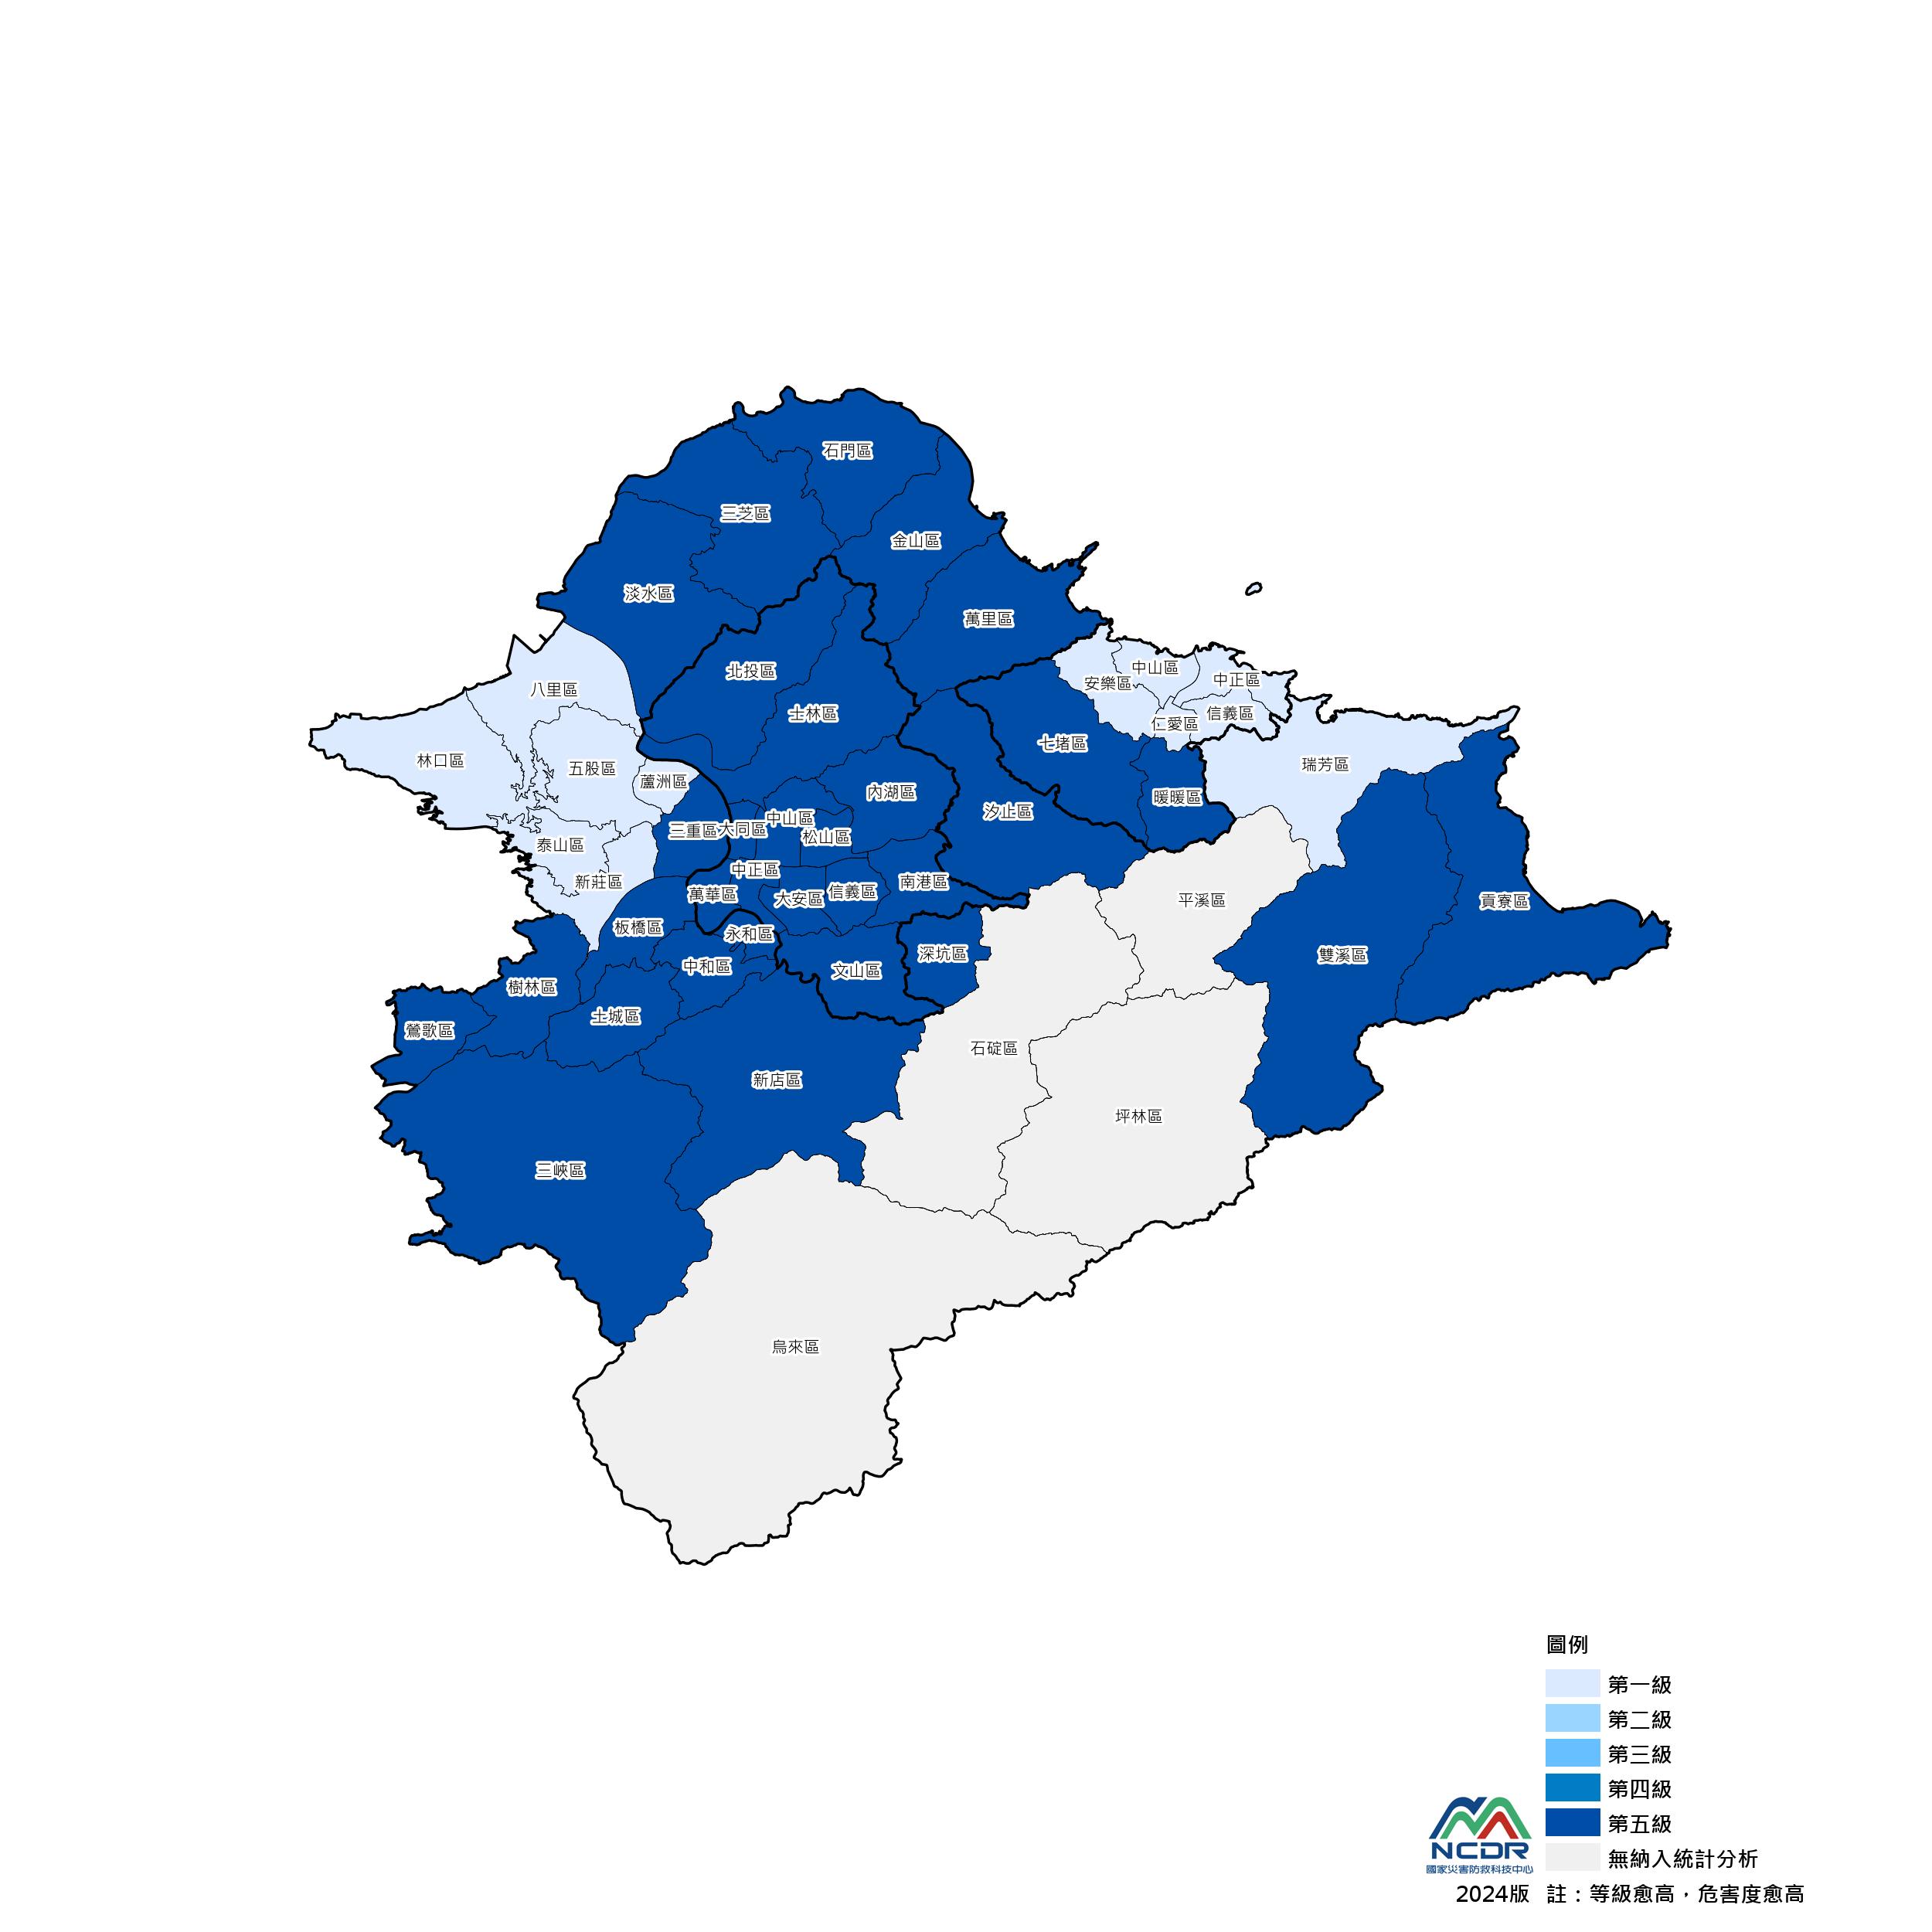 石門區
三芝區
金山區
淡水區
萬里區
北投區
中山區
安樂區
中正區
八里區
士林區
信義區
仁愛區
七堵區
林口區
五股區
瑞芳區
蘆洲區
內湖區
暖暖區
汐止區
中山區
三重區
大同區
松山區
泰山區
中正區
新莊區
南港區
信義區
萬華區
大安區
平溪區
貢寮區
板橋區
永和區
深坑區
雙溪區
中和區
文山區
樹林區
土城區
鶯歌區
石碇區
新店區
坪林區
三峽區
烏來區
圖例
第一級
第二級
第三級
第四級
第五級
無納入統計分析
NCDR
國家災害防救科技中心
2024版 註：等級愈高，危害度愈高